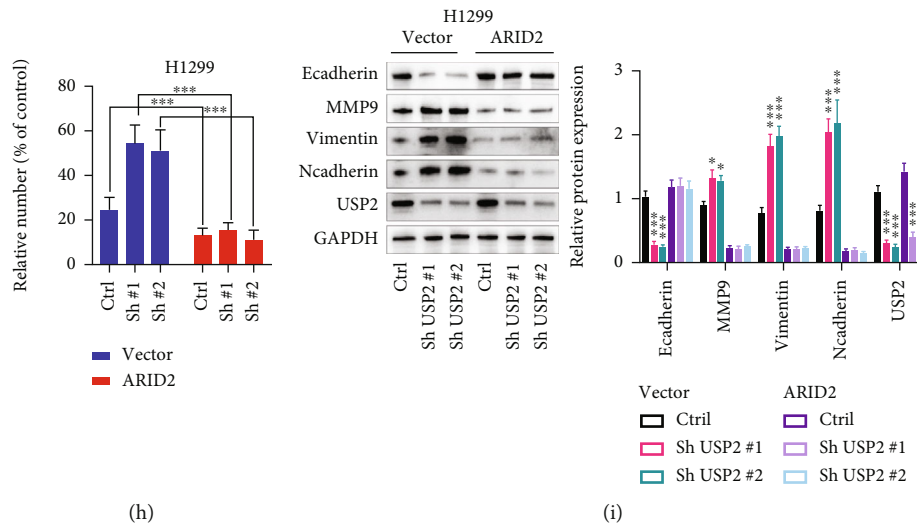 H1299
Relative number (% of control)
80
60
40
20
0
***
***
***
Ctrl
Sh #1
Sh #2
Ctrl
Sh #1
Sh #2
Vector
ARID2
(h)
H1299
Vector
ARID2
Ecadherin
MMP9
Vimentin
Ncadherin
USP2
GAPDH
Ctrl
Sh USP2 #1
Sh USP2 #2
Ctrl
Sh USP2 #1
Sh USP2 #2
Relative protein expression
3
2
1
0
***
***
*
*
***
***
***
***
***
***
***
Ecadherin
MMP9
Vimentin
Ncadherin
USP2
Vector
Ctril
Sh USP2 #1
Sh USP2 #2
ARID2
Ctril
Sh USP2 #1
Sh USP2 #2
(i)